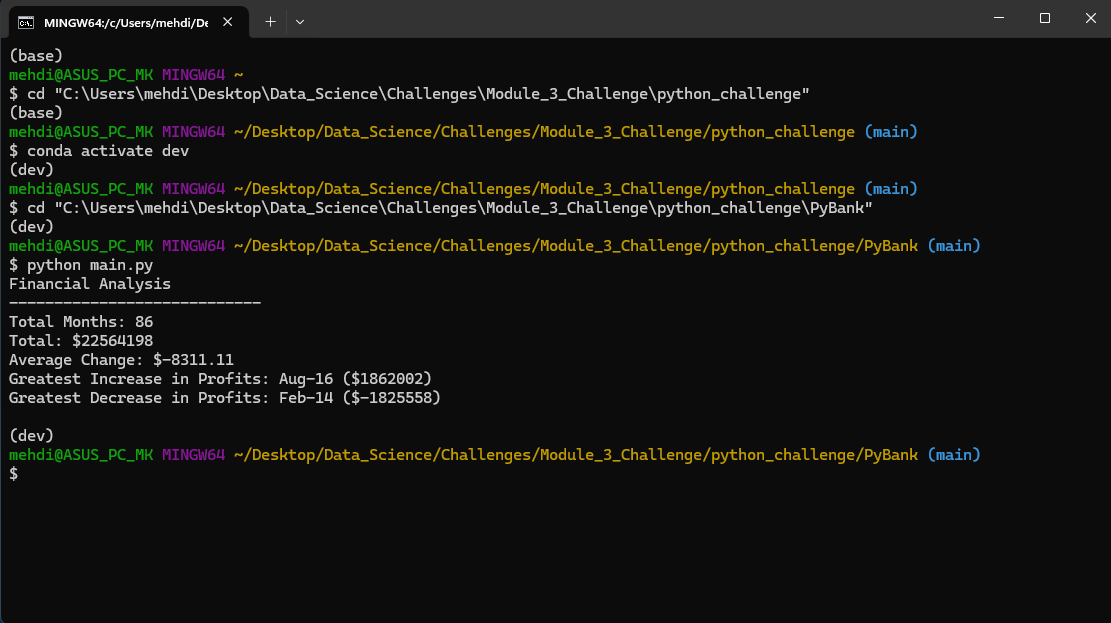 MINGW64:/c/Users/mehdi/De
(base)
mehdi@ASUS_PC_MK MINGW64 ~
$ cd "C:\Users\mehdi\Desktop\Data_Science\Challenges\Module_3_Challenge\python_challenge"
(base)
mehdi@ASUS_PC_MK MINGW64 ~/Desktop/Data_Science/Challenges/Module_3_Challenge/python_challenge (main)
$ conda activate dev
(dev)
mehdi@ASUS_PC_MK MINGW64 ~/Desktop/Data_Science/Challenges/Module_3_Challenge/python_challenge (main)
$ cd "C:\Users\mehdi\Desktop\Data_Science\Challenges\Module_3_Challenge\python_challenge\PyBank"
(dev)
mehdi@ASUS_PC_MK MINGW64 ~/Desktop/Data_Science/Challenges/Module_3_Challenge/python_challenge/PyBank (main)
$ python main.py
Financial Analysis
----------------------------
Total Months: 86
Total: $22564198
Average Change: $-8311.11
Greatest Increase in Profits: Aug-16 ($1862002)
Greatest Decrease in Profits: Feb-14 ($-1825558)
(dev)
mehdi@ASUS_PC_MK MINGW64 ~/Desktop/Data_Science/Challenges/Module_3_Challenge/python_challenge/PyBank (main)
$